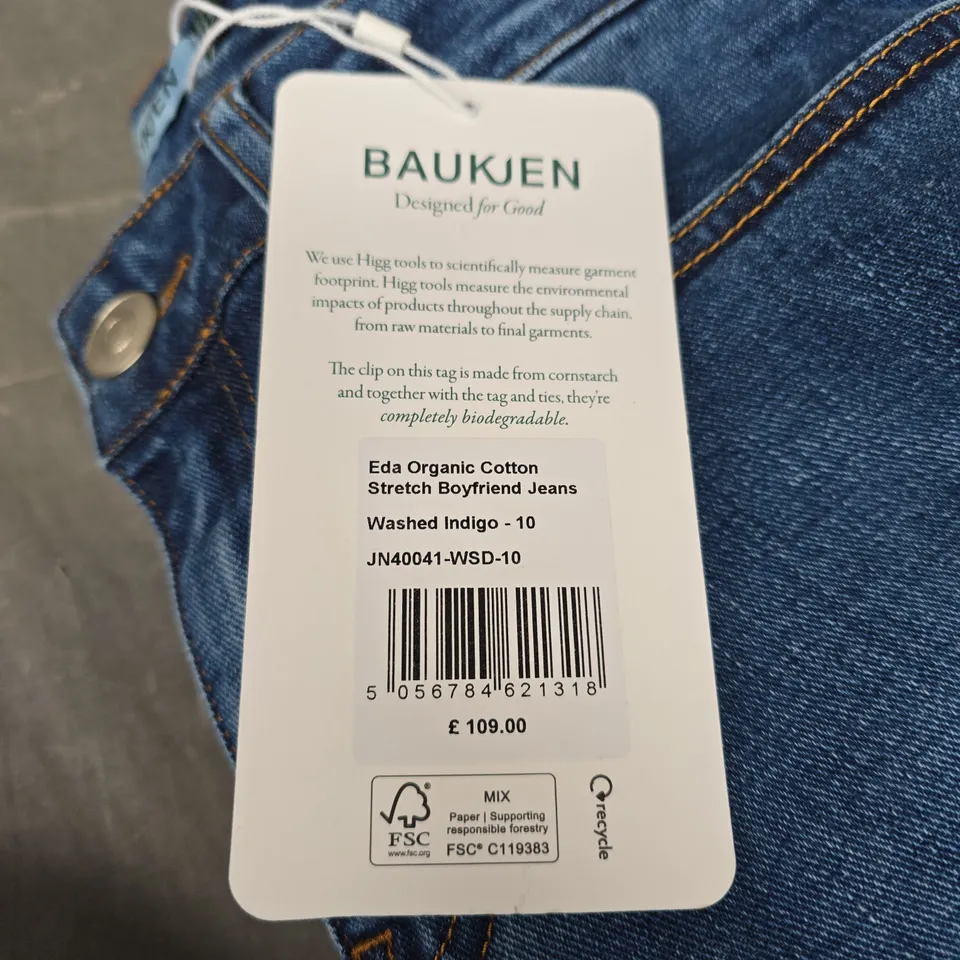 BAUKJEN
Designed for Good
We use Higg tools to scientifically measure garment
footprint. Higg tools measure the environmental
impacts of products throughout the supply chain,
from raw materials to final garments.
The clip on this tag is made from cornstarch
and together with the tag and ties, they're
completely biodegradable.
Eda Organic Cotton
Stretch Boyfriend Jeans
Washed Indigo - 10
JN40041-WSD-10
5 056784 621318
£ 109.00
FSC
www.fsc.org
MIX
Paper | Supporting
responsible forestry
FSC® C119383
recycle